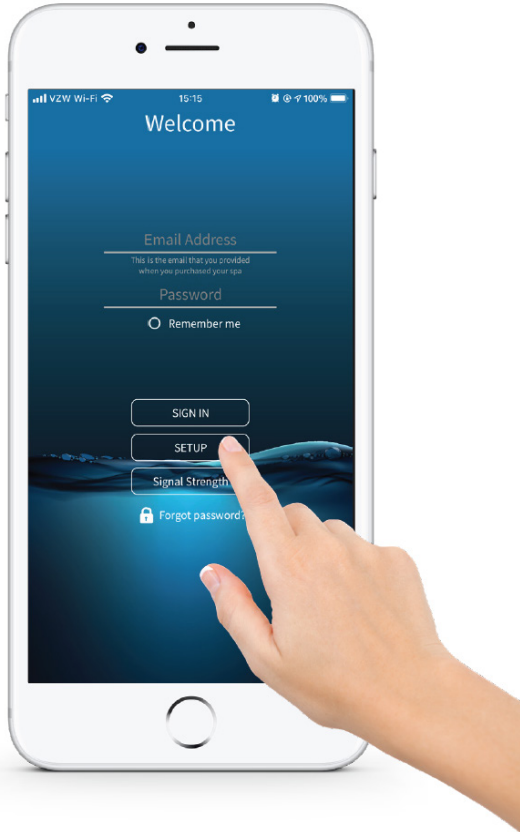 VZW Wi-Fi 15:15 100%
Welcome
Email Address
This is the email that you provided
when you purchased your spa
Password
Remember me
SIGN IN
SETUP
Signal Strength
Forgot password?